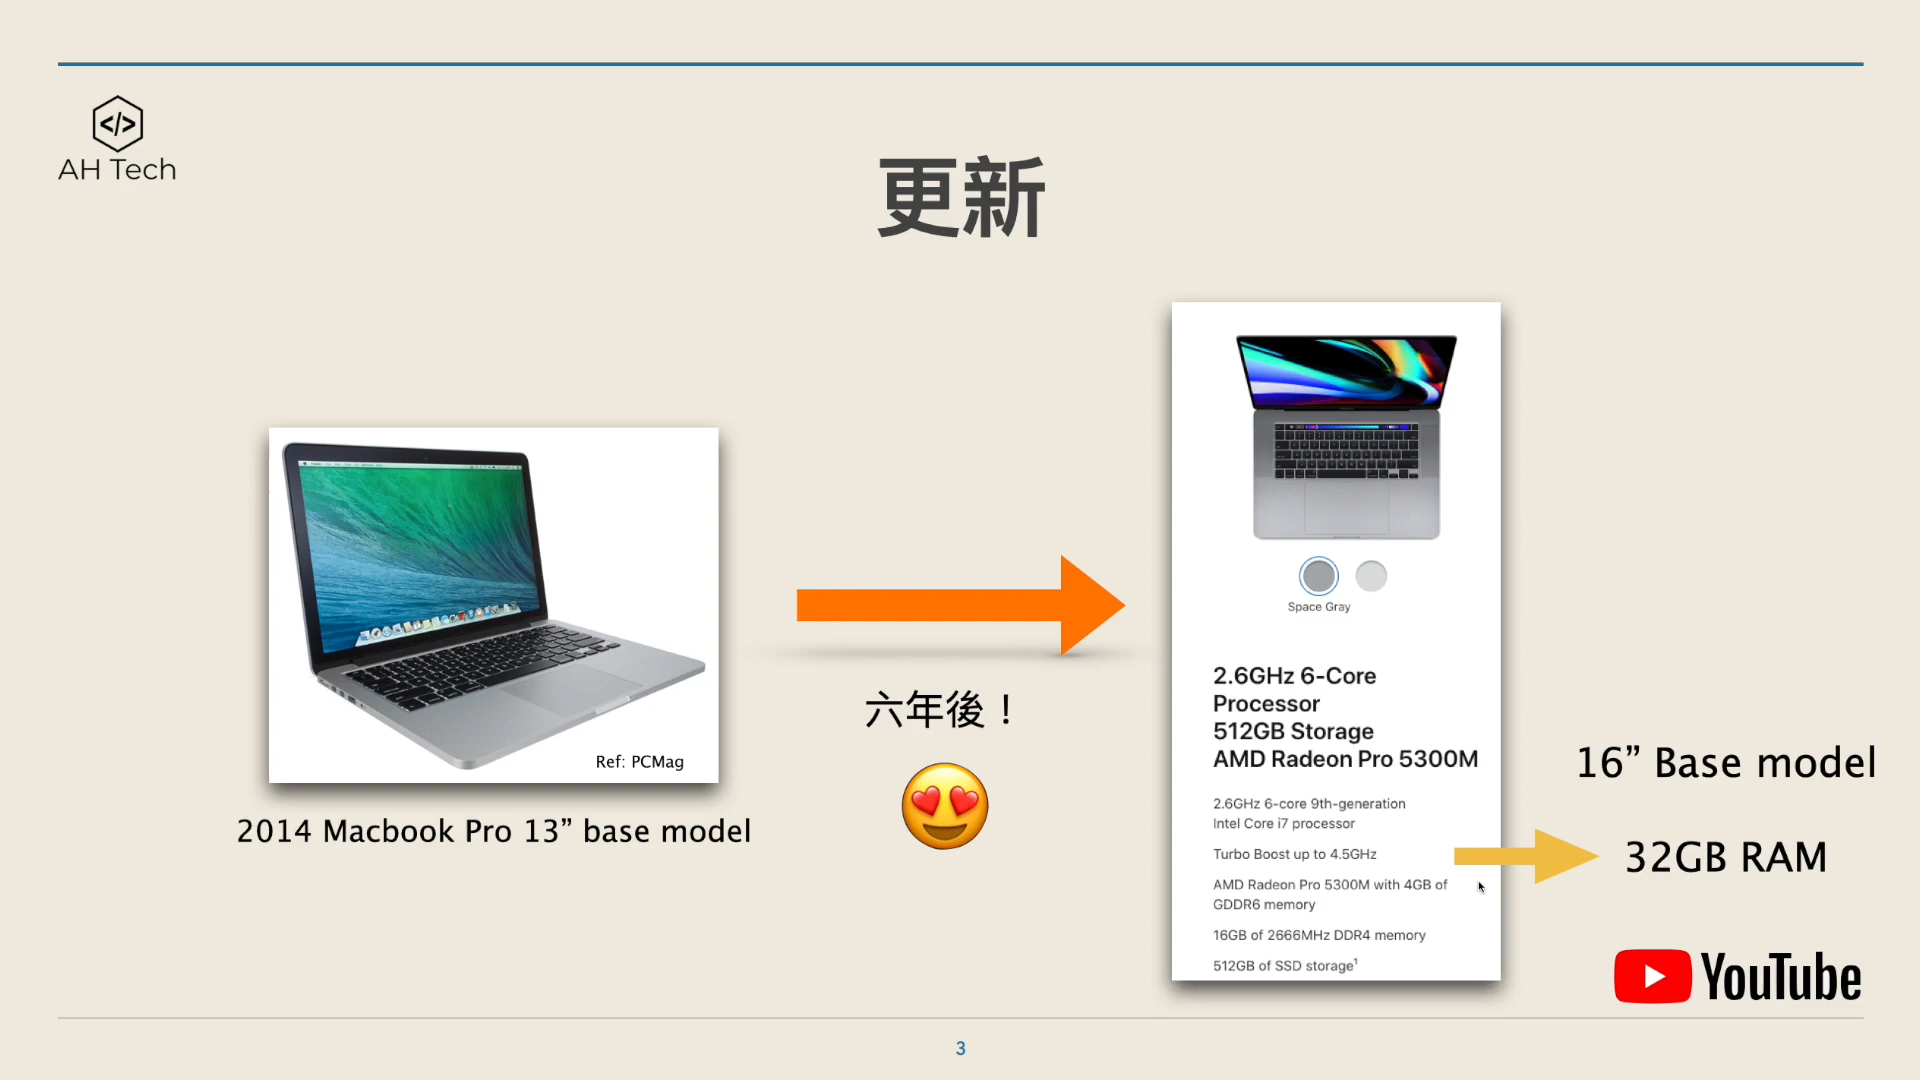 AH Tech
更新
Ref: PCMag
2014 Macbook Pro 13” base model
六年後！
Space Gray
2.6GHz 6-Core
Processor
512GB Storage
AMD Radeon Pro 5300M
2.6GHz 6-core 9th-generation
Intel Core i7 processor
Turbo Boost up to 4.5GHz
AMD Radeon Pro 5300M with 4GB of
GDDR6 memory
16GB of 2666MHz DDR4 memory
512GB of SSD storage¹
16” Base model
32GB RAM
YouTube
3